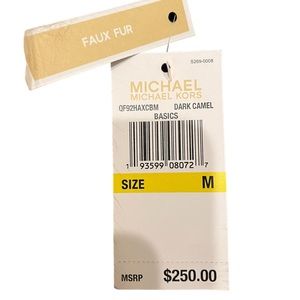 FAUX FUR
5269-0008
MICHAEL
MICHAEL KORS
QF92HAXCBM DARK CAMEL
BASICS
1 93599 08072 7
SIZE M
MSRP $250.00